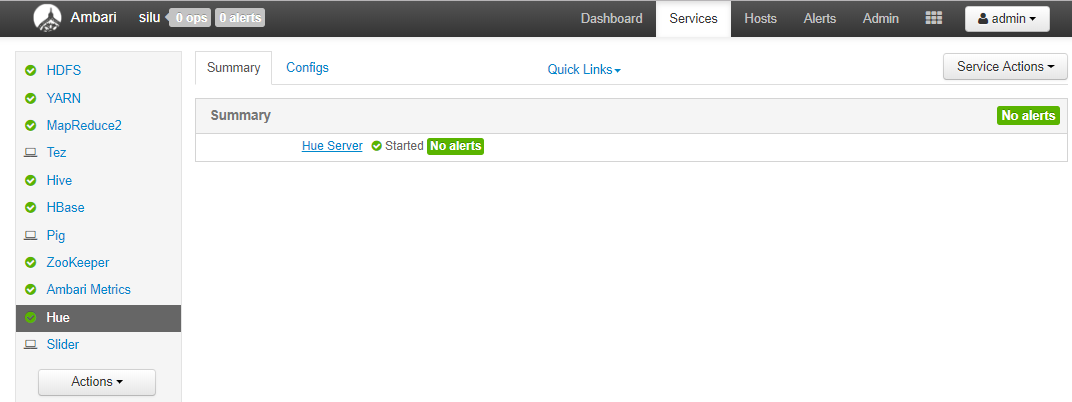 Ambari silu 0 ops 0 alerts Dashboard Services Hosts Alerts Admin admin
HDFS
YARN
MapReduce2
Tez
Hive
HBase
Pig
ZooKeeper
Ambari Metrics
Hue
Slider
Actions
Summary Configs Quick Links Service Actions
Summary No alerts
Hue Server Started No alerts